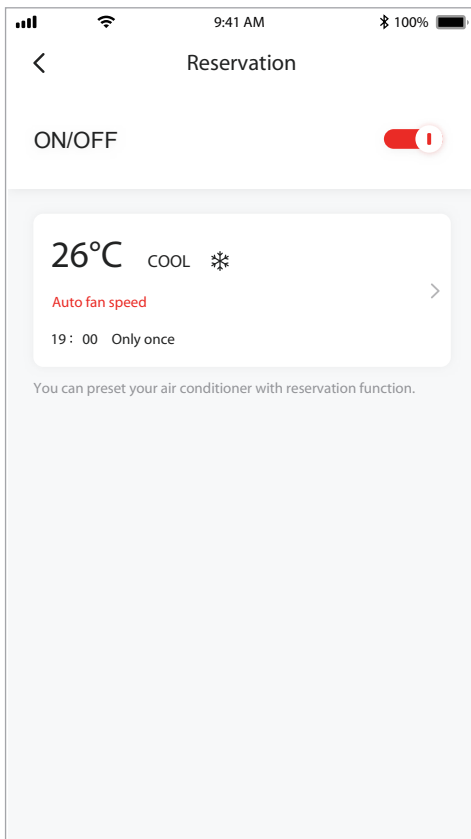 9:41 AM 100%
Reservation
ON/OFF
26°C COOL
Auto fan speed
19: 00 Only once
You can preset your air conditioner with reservation function.